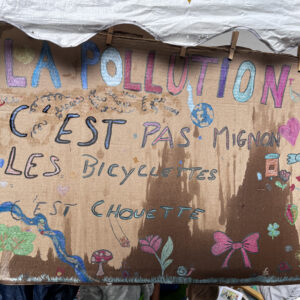 LA POLLUTION
C'EST PAS MIGNON
LES BICYCLETTES
C'EST CHOUETTE